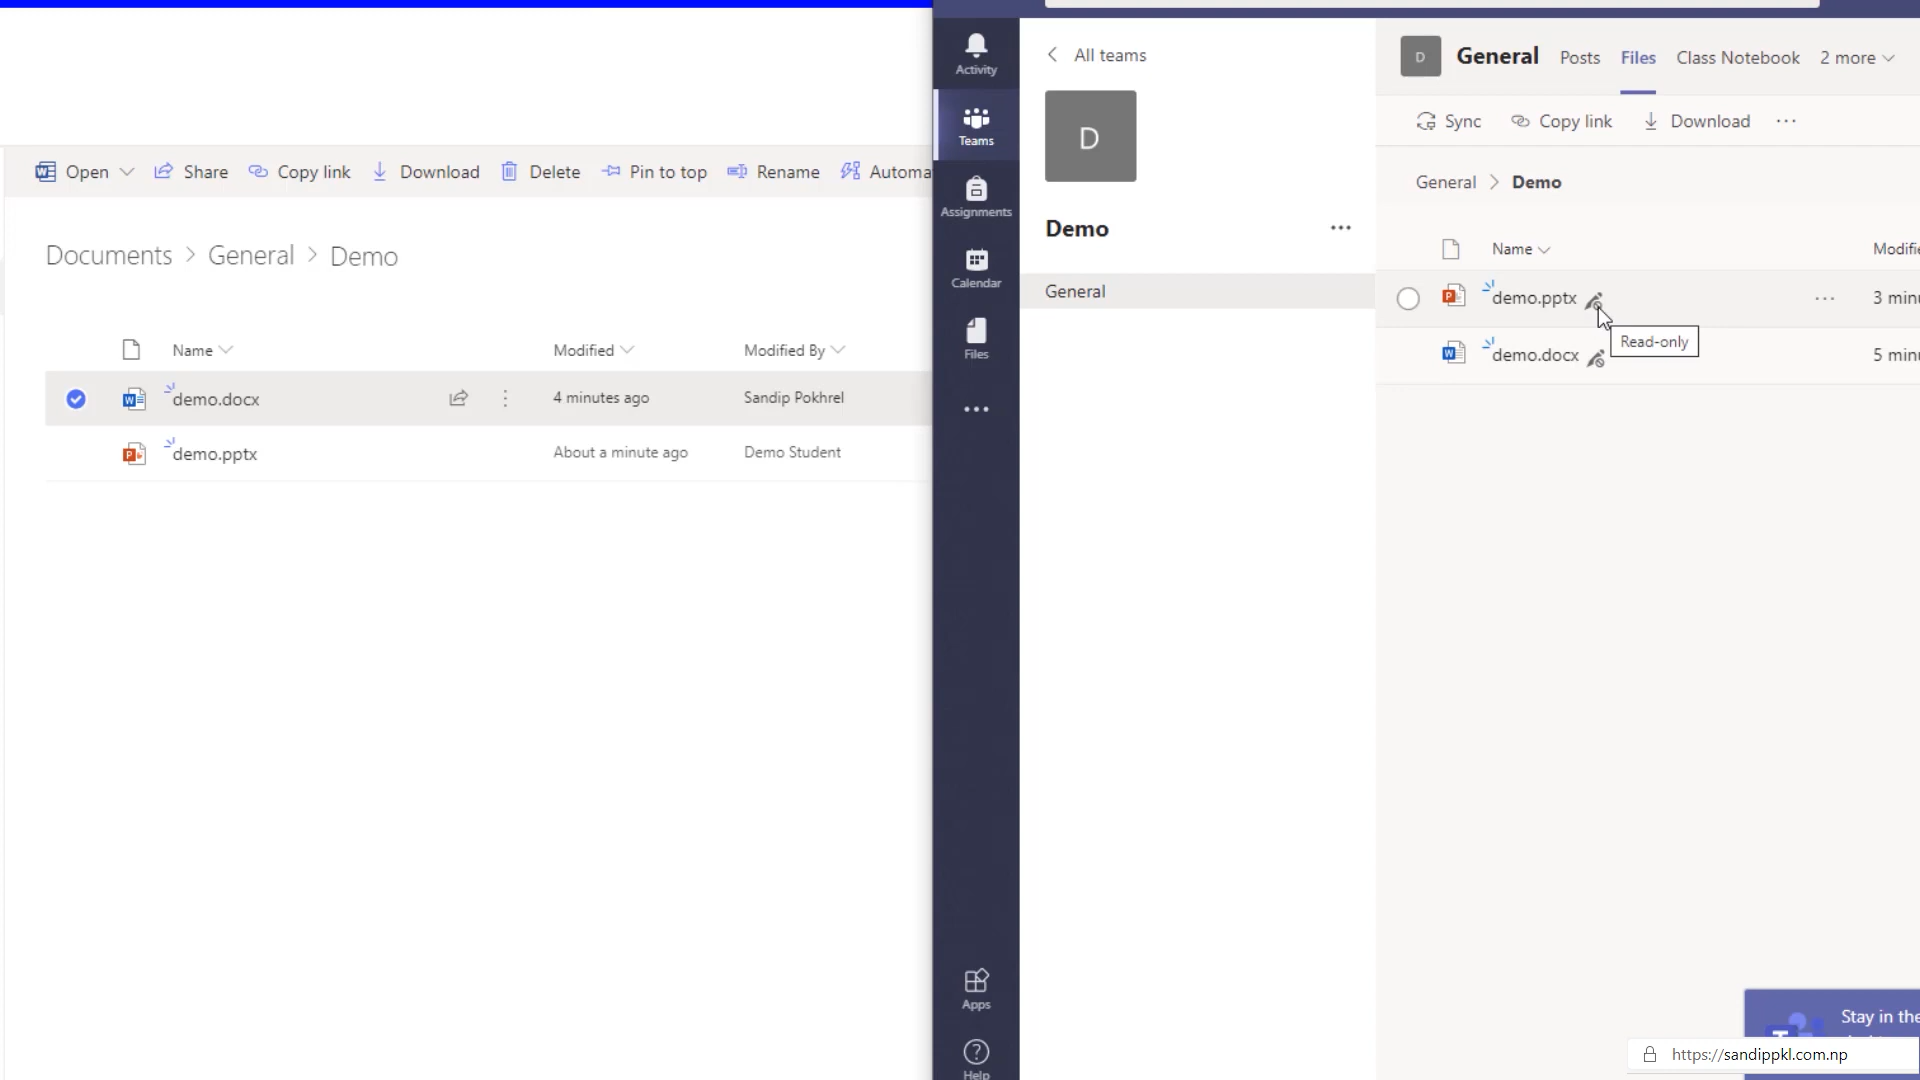 Open
Share
Copy link
Download
Delete
Pin to top
Rename
Automa
Documents > General > Demo
Name
Modified
Modified By
demo.docx
4 minutes ago
Sandip Pokhrel
demo.pptx
About a minute ago
Demo Student
Activity
Teams
Assignments
Calendar
Files
Apps
Help
All teams
D
Demo
General
D
General
Posts
Files
Class Notebook
2 more
Sync
Copy link
Download
General > Demo
Name
Modifie
demo.pptx
3 minu
Read-only
demo.docx
5 minu
Stay in the
https://sandippkl.com.np